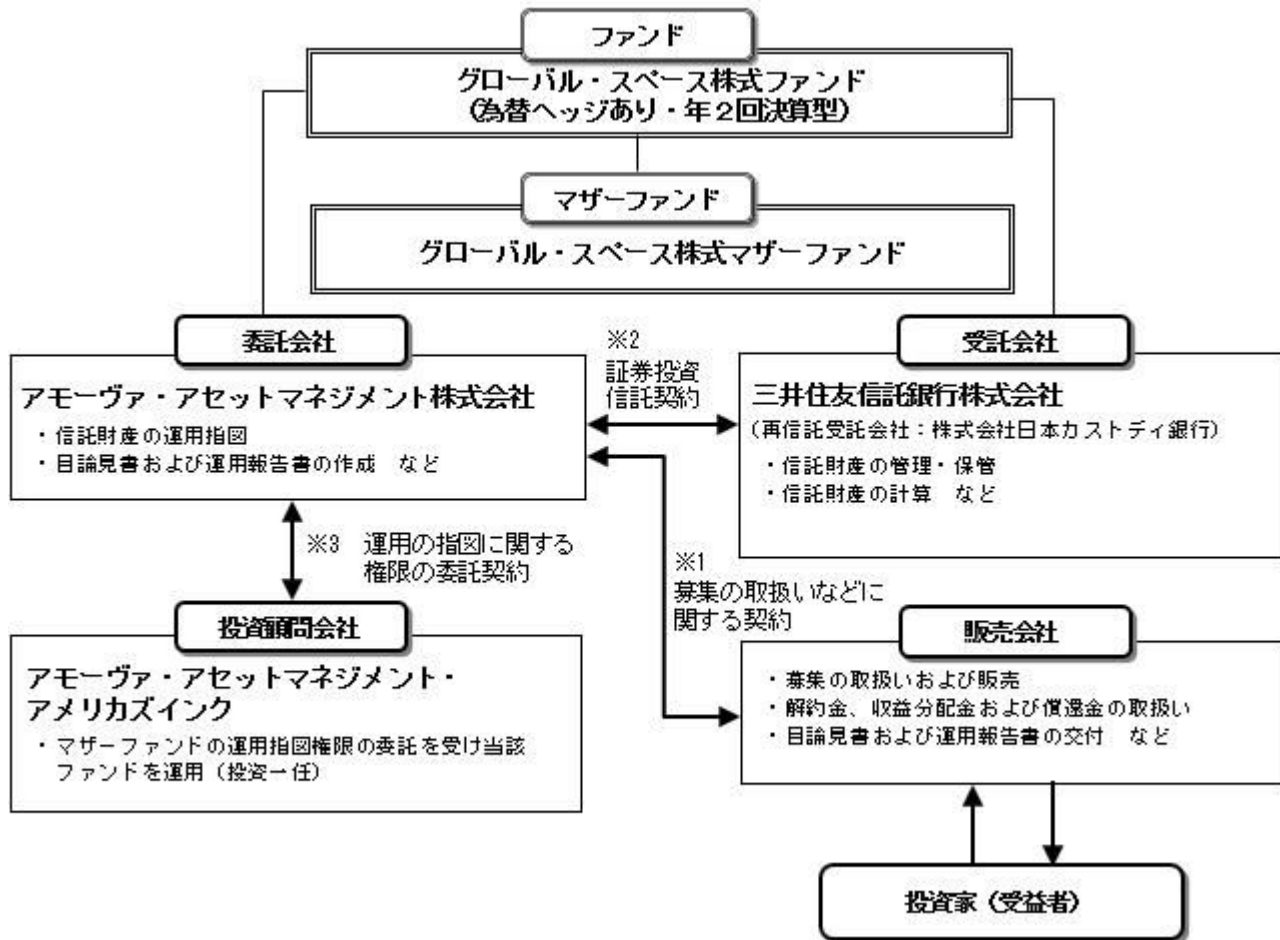 ファンド
グローバル・スペース株式ファンド
(為替ヘッジあり・年2回決算型)
マザーファンド
グローバル・スペース株式マザーファンド
委託会社
アモーヴァ・アセットマネジメント株式会社
・信託財産の運用指図
・目論見書および運用報告書の作成 など
※2
証券投資
信託契約
受託会社
三井住友信託銀行株式会社
(再信託受託会社:株式会社日本カストディ銀行)
・信託財産の管理・保管
・信託財産の計算 など
※3 運用の指図に関する
権限の委託契約
※1
募集の取扱いなどに
関する契約
投資顧問会社
アモーヴァ・アセットマネジメント・
アメリカズインク
・マザーファンドの運用指図権限の委託を受け当該
ファンドを運用(投資一任)
販売会社
・募集の取扱いおよび販売
・解約金、収益分配金および償還金の取扱い
・目論見書および運用報告書の交付 など
投資家(受益者)